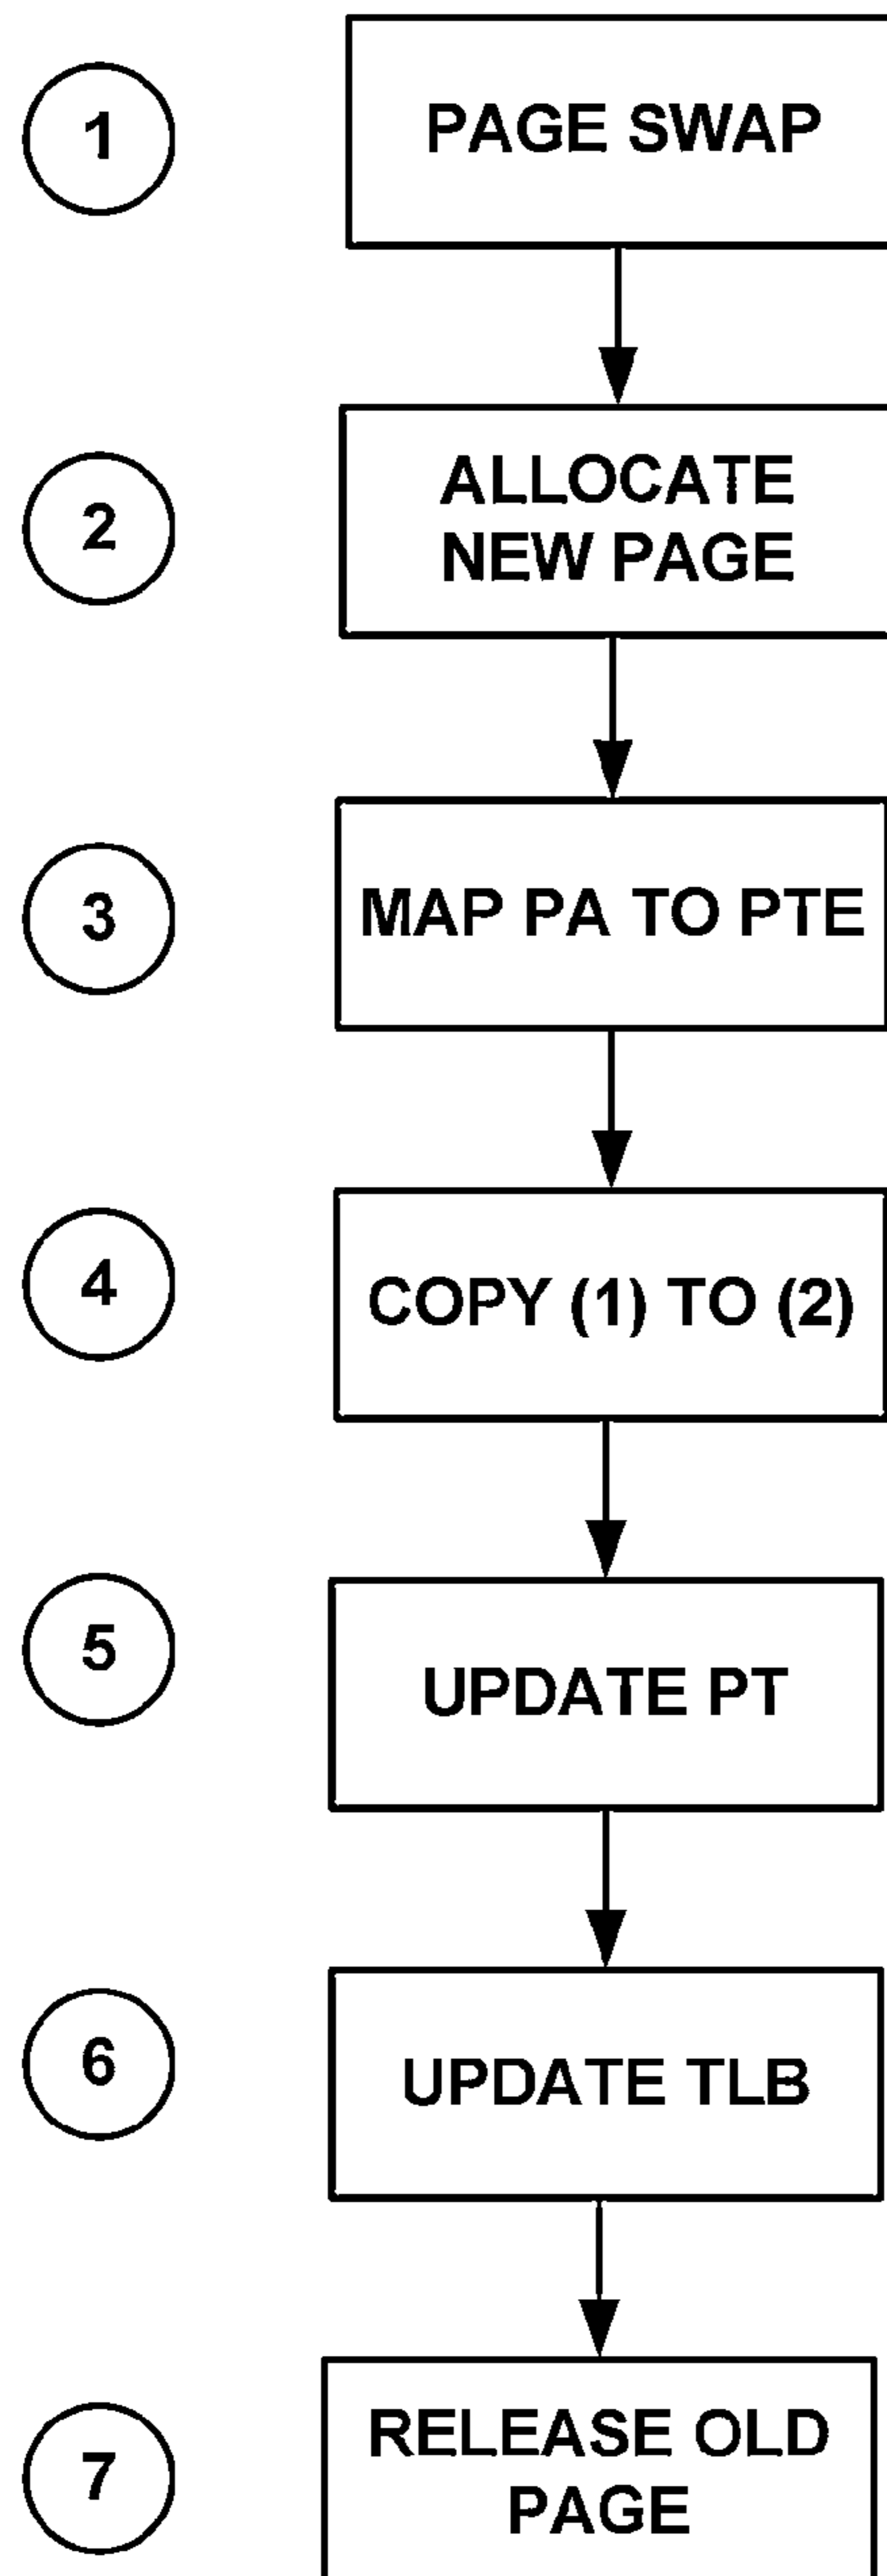 1
PAGE SWAP
2
ALLOCATE
NEW PAGE
3
MAP PA TO PTE
4
COPY (1) TO (2)
5
UPDATE PT
6
UPDATE TLB
7
RELEASE OLD
PAGE